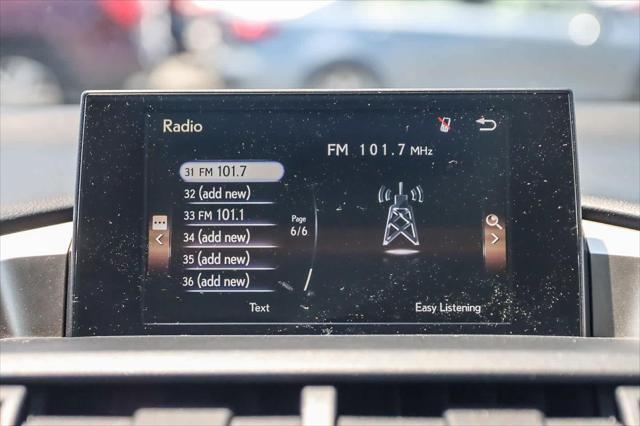 Radio
FM 101.7 MHz
31 FM 101.7
32 (add new)
33 FM 101.1
34 (add new)
35 (add new)
36 (add new)
Page
6/6
Text
Easy Listening